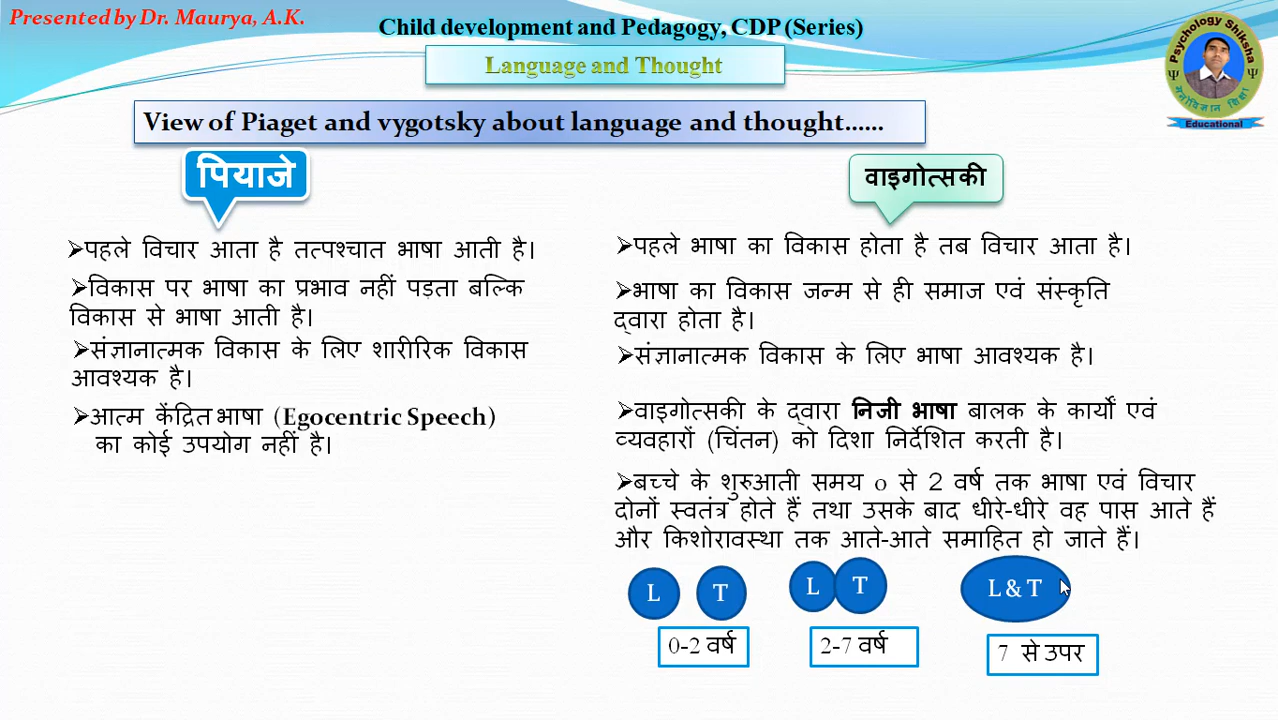 Presented by Dr. Maurya, A.K.
Child development and Pedagogy, CDP (Series)
Language and Thought
Psychology Shiksha
Ψ Ψ
मनोविज्ञान शिक्षा
Educational
View of Piaget and vygotsky about language and thought......
पियाजे
➢पहले विचार आता है तत्पश्चात भाषा आती है।
➢विकास पर भाषा का प्रभाव नहीं पड़ता बल्कि
विकास से भाषा आती है।
➢संज्ञानात्मक विकास के लिए शारीरिक विकास
आवश्यक है।
➢आत्म केंद्रित भाषा (Egocentric Speech)
का कोई उपयोग नहीं है।
वाइगोत्सकी
➢पहले भाषा का विकास होता है तब विचार आता है।
➢भाषा का विकास जन्म से ही समाज एवं संस्कृति
द्वारा होता है।
➢संज्ञानात्मक विकास के लिए भाषा आवश्यक है।
➢वाइगोत्सकी के द्वारा निजी भाषा बालक के कार्यों एवं
व्यवहारों (चिंतन) को दिशा निर्देशित करती है।
➢बच्चे के शुरुआती समय 0 से 2 वर्ष तक भाषा एवं विचार
दोनों स्वतंत्र होते हैं तथा उसके बाद धीरे-धीरे वह पास आते हैं
और किशोरावस्था तक आते-आते समाहित हो जाते हैं।
L T L T L & T
0-2 वर्ष 2-7 वर्ष 7 से उपर